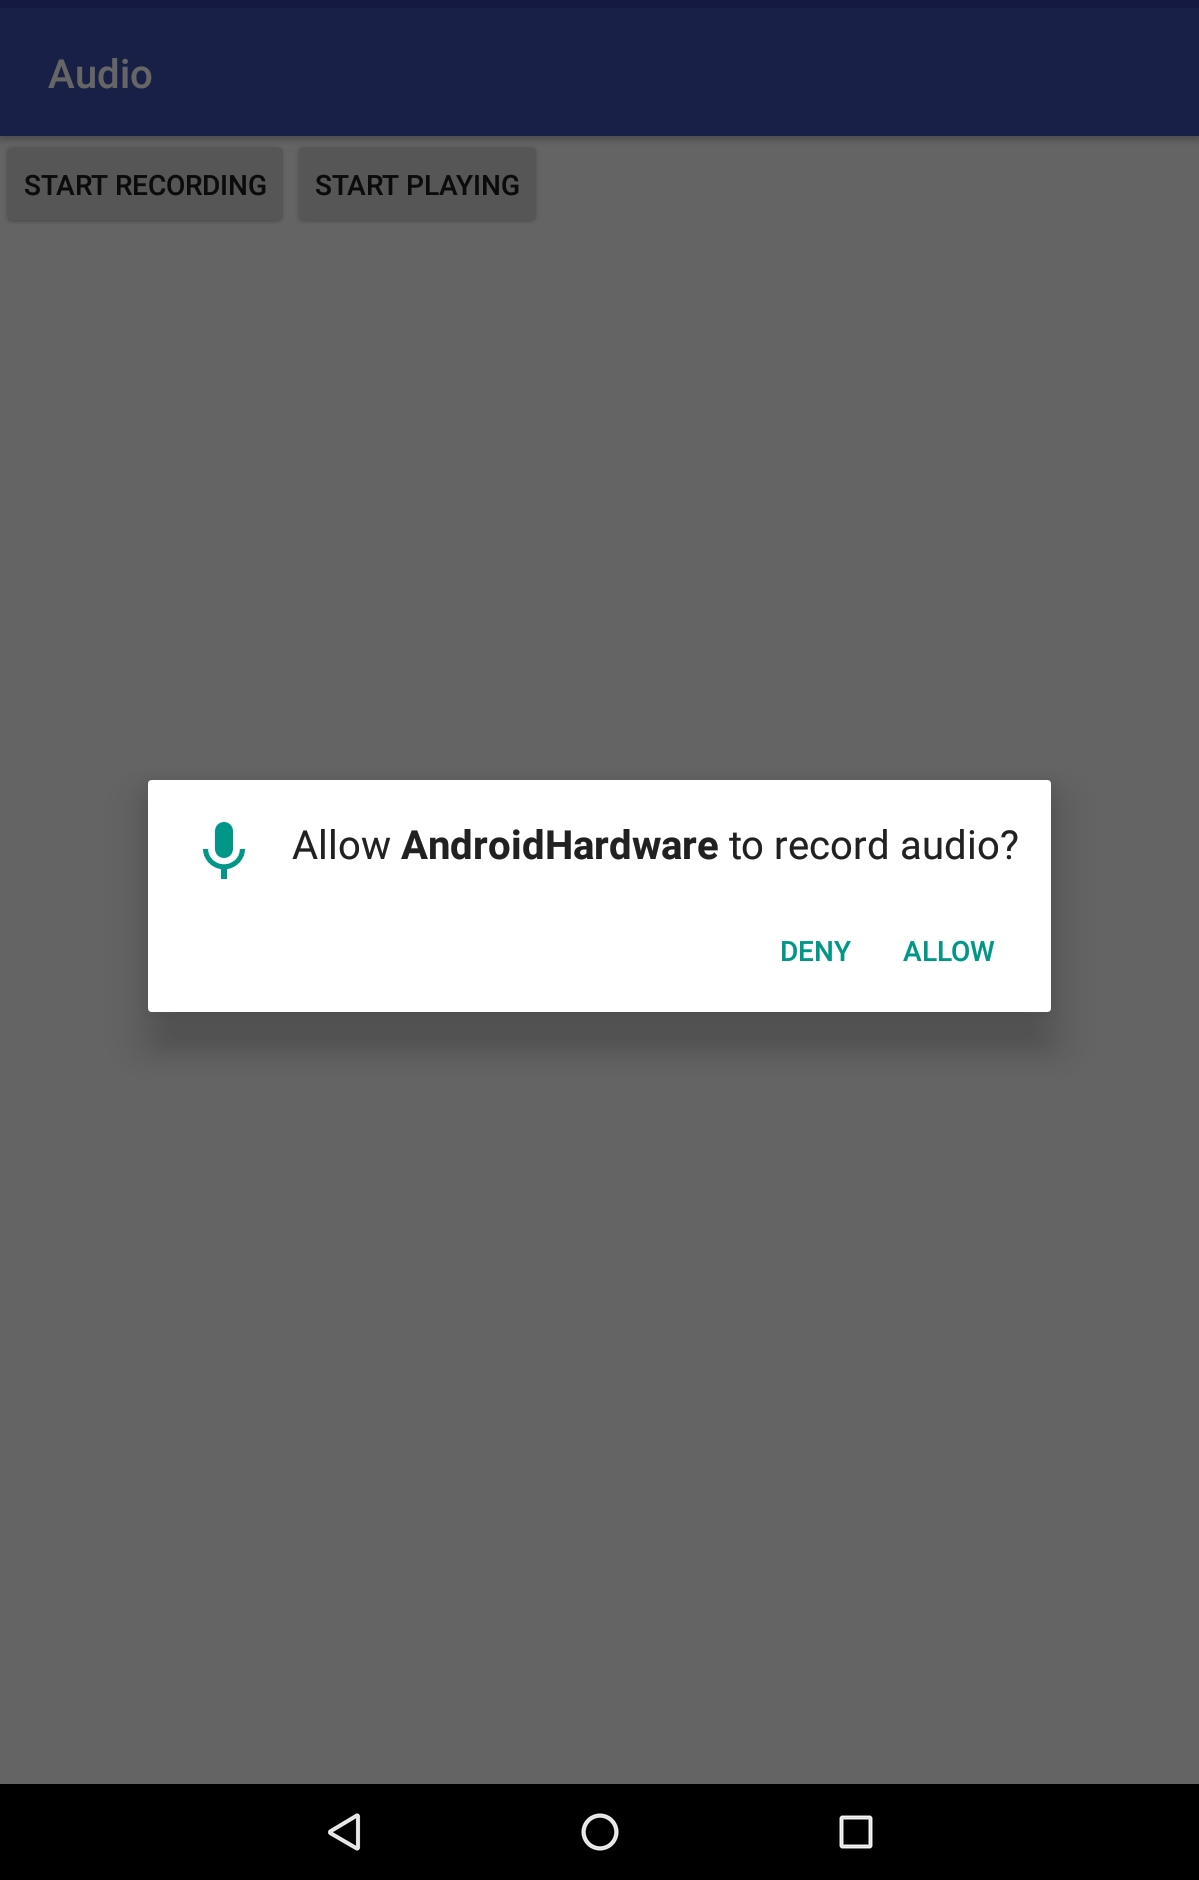 Audio
START RECORDING
START PLAYING
Allow AndroidHardware to record audio?
DENY
ALLOW